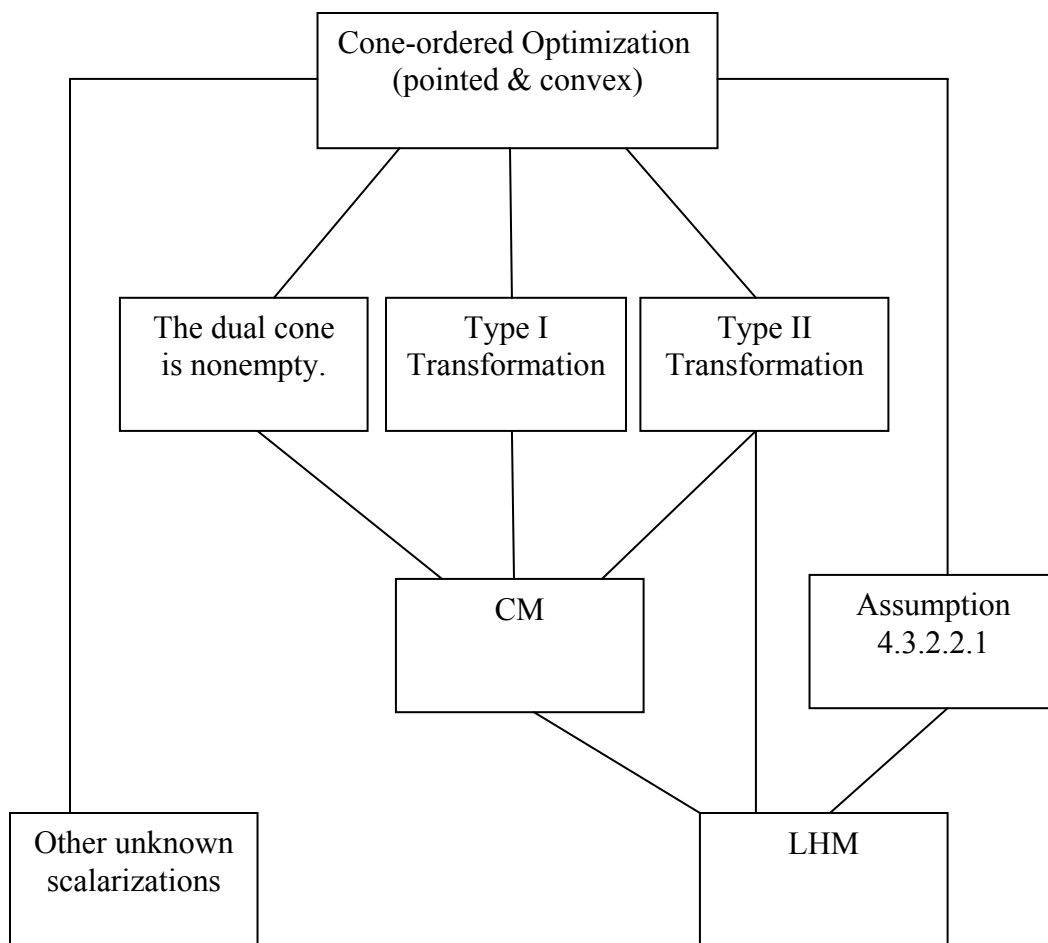 Cone-ordered Optimization
(pointed & convex)
The dual cone
is nonempty.
Type I
Transformation
Type II
Transformation
CM
Assumption
4.3.2.2.1
Other unknown
scalarizations
LHM